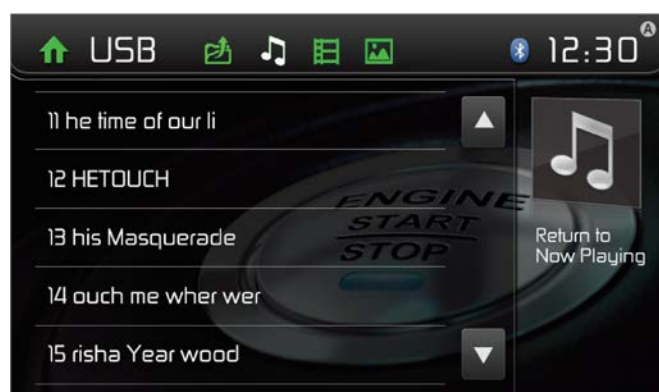 USB
12:30
A
11 he time of our li
12 HETOUCH
13 his Masquerade
14 ouch me wher wer
15 risha Year wood
ENGINE
START
STOP
Return to
Now Playing